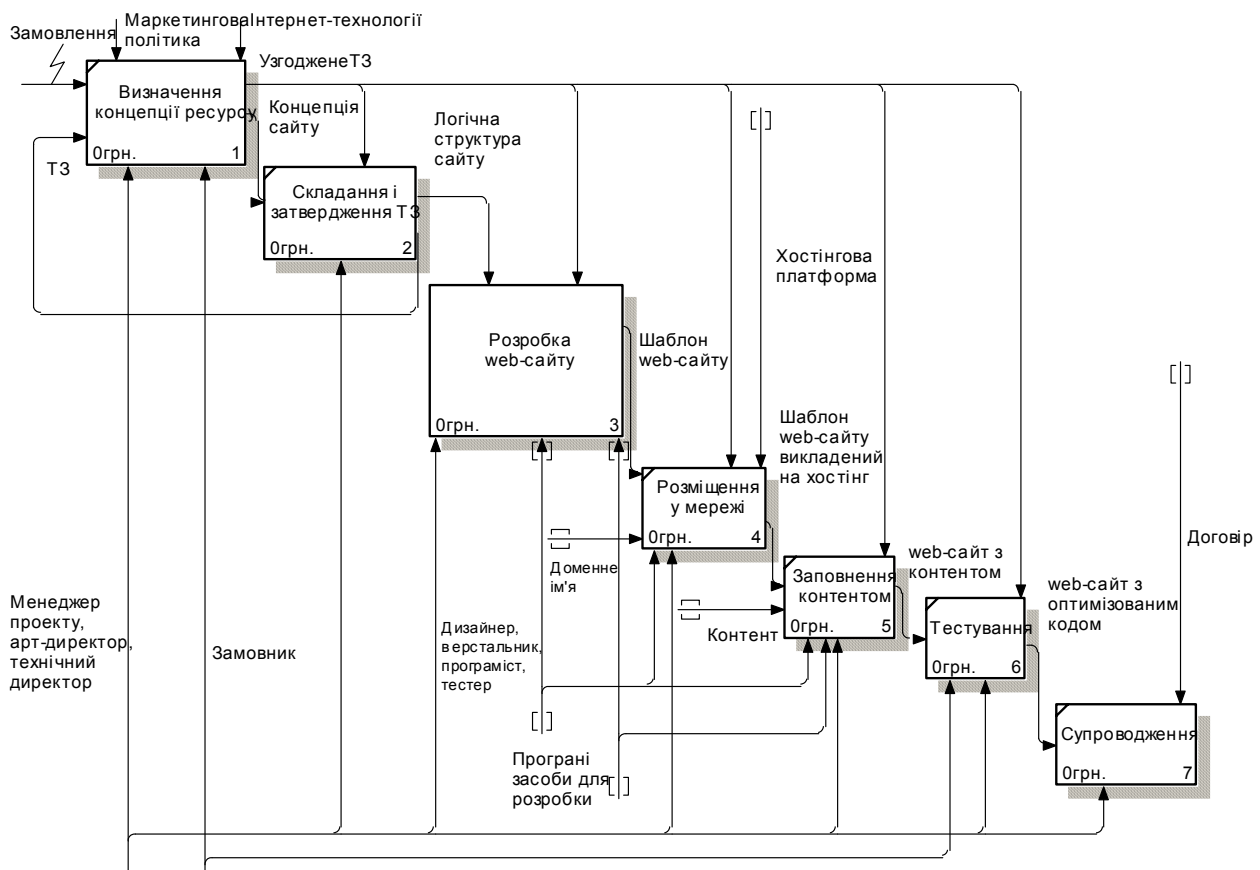 Замовлення
Маркетингова
політика
Інтернет-технології
Узгоджене ТЗ
Визначення
концепції ресурсу
0грн. 1
ТЗ
Концепція
сайту
Логічна
структура
сайту
Складання і
затвердження ТЗ
0грн. 2
Хостінгова
платформа
Розробка
web-сайту
0грн. 3
Шаблон
web-сайту
Шаблон
web-сайту
викладений
на хостінг
Розміщення
у мережі
0грн. 4
Договір
Доменне
ім'я
Заповнення
контентом
0грн. 5
web-сайт з
контентом
web-сайт з
оптимізованим
кодом
Менеджер
проекту,
арт-директор,
технічний
директор
Замовник
Дизайнер,
верстальник,
програміст,
тестер
Контент
Тестування
0грн. 6
Програні
засоби для
розробки
Супроводження
0грн. 7